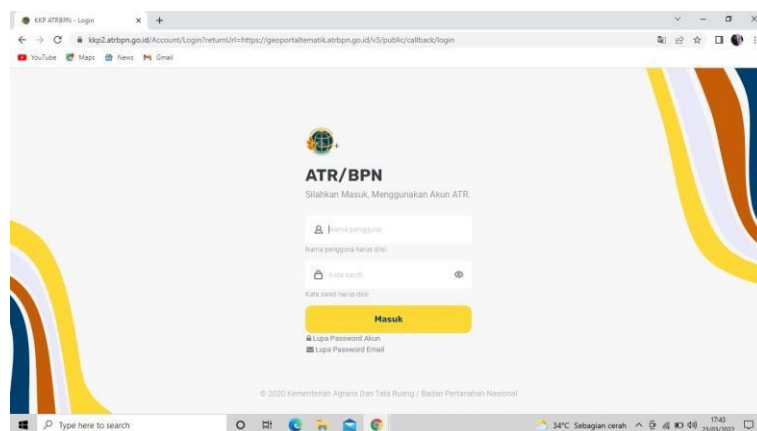 KKP ATRBPN - Login
kkp2.atrbpn.go.id/Account/Login?returnUrl=https://geoportaltematik.atrbpn.go.id/v3/public/callback/login
YouTube Maps News Gmail
ATR/BPN
Silahkan Masuk, Menggunakan Akun ATR.
Nama pengguna
Nama pengguna harus diisi
Kata sandi
Kata sandi harus diisi
Masuk
Lupa Password Akun
Lupa Password Email
© 2020 Kementerian Agraria Dan Tata Ruang / Badan Pertanahan Nasional
Type here to search
34°C Sebagian cerah
17:43
23/03/2022